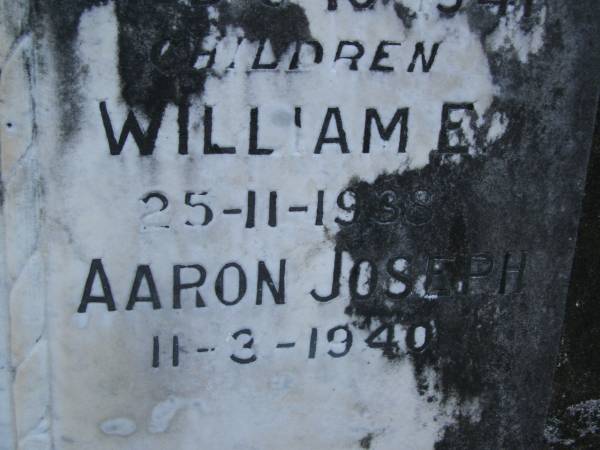 CHILDREN
WILLIAM E
25-11-1938
AARON JOSEPH
11-3-1940